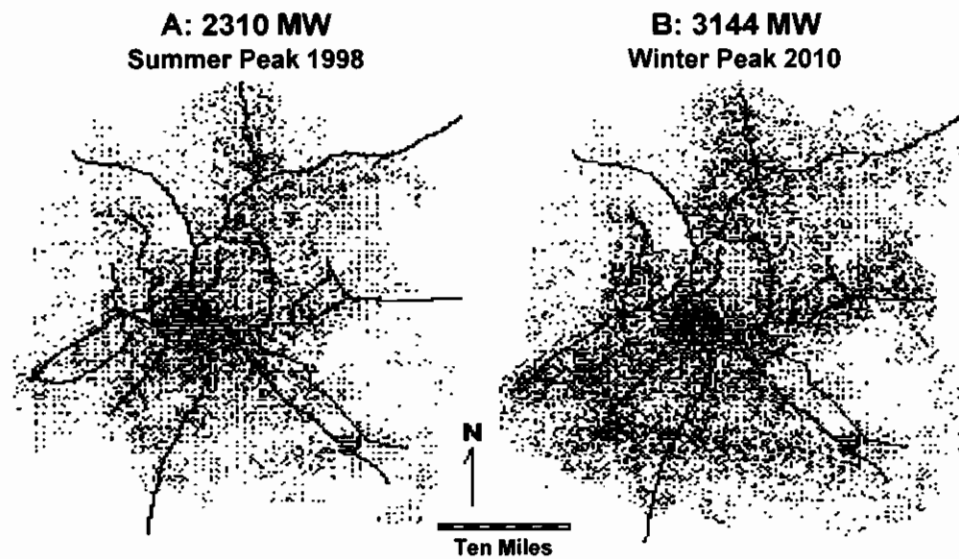 A: 2310 MW
Summer Peak 1998
B: 3144 MW
Winter Peak 2010
N
Ten Miles